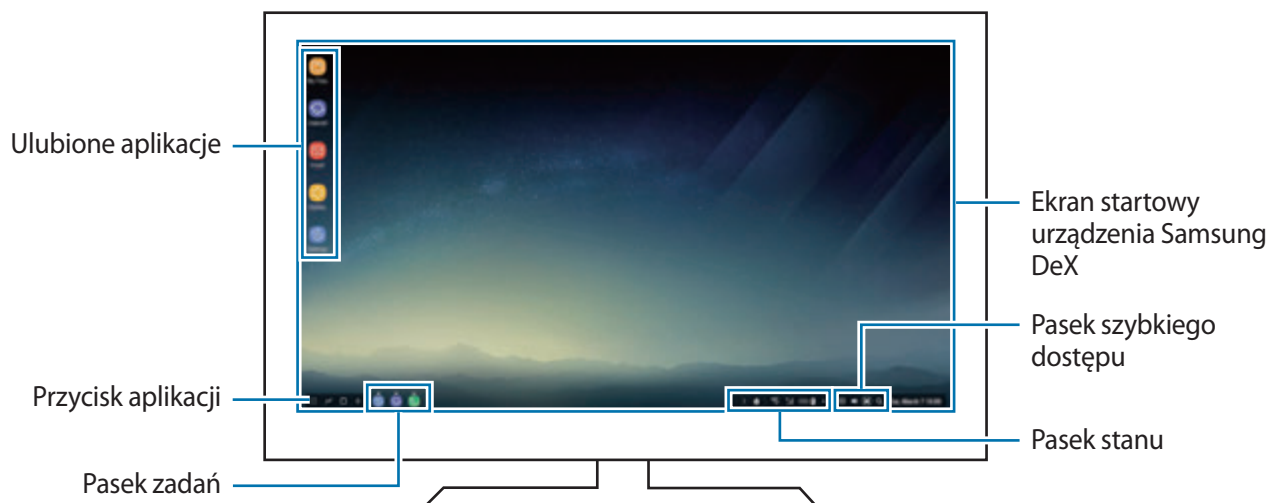 Ulubione aplikacje
Ekran startowy
urządzenia Samsung
DeX
Pasek szybkiego
dostępu
Przycisk aplikacji
Pasek stanu
Pasek zadań